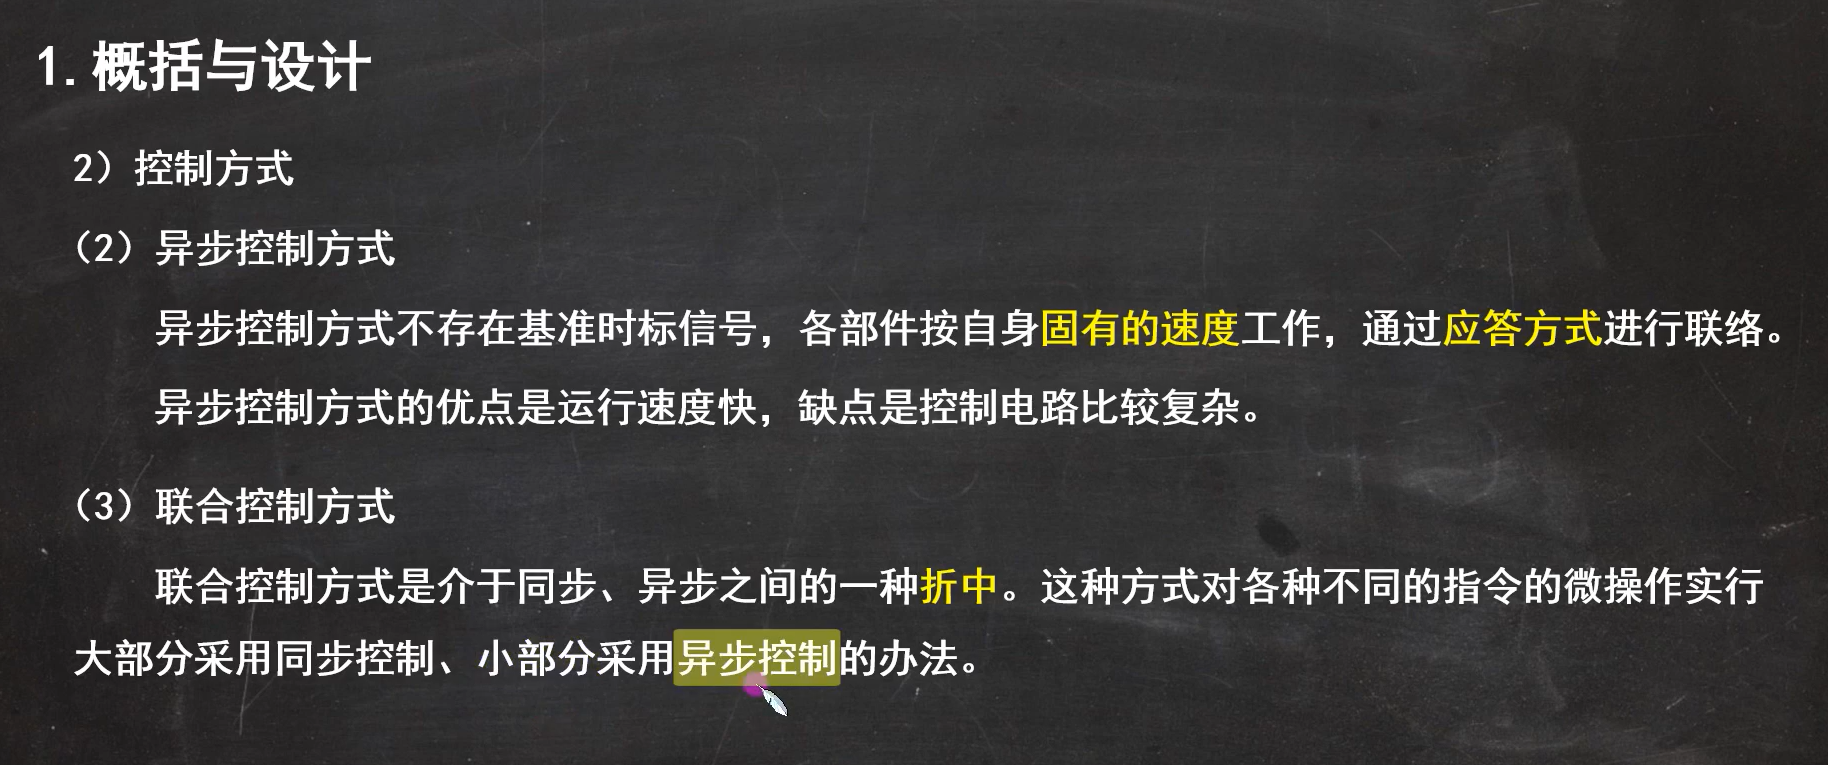 1.概括与设计
2）控制方式
（2）异步控制方式
异步控制方式不存在基准时标信号，各部件按自身固有的速度工作，通过应答方式进行联络。
异步控制方式的优点是运行速度快，缺点是控制电路比较复杂。
（3）联合控制方式
联合控制方式是介于同步、异步之间的一种折中。这种方式对各种不同的指令的微操作实行
大部分采用同步控制、小部分采用异步控制的办法。